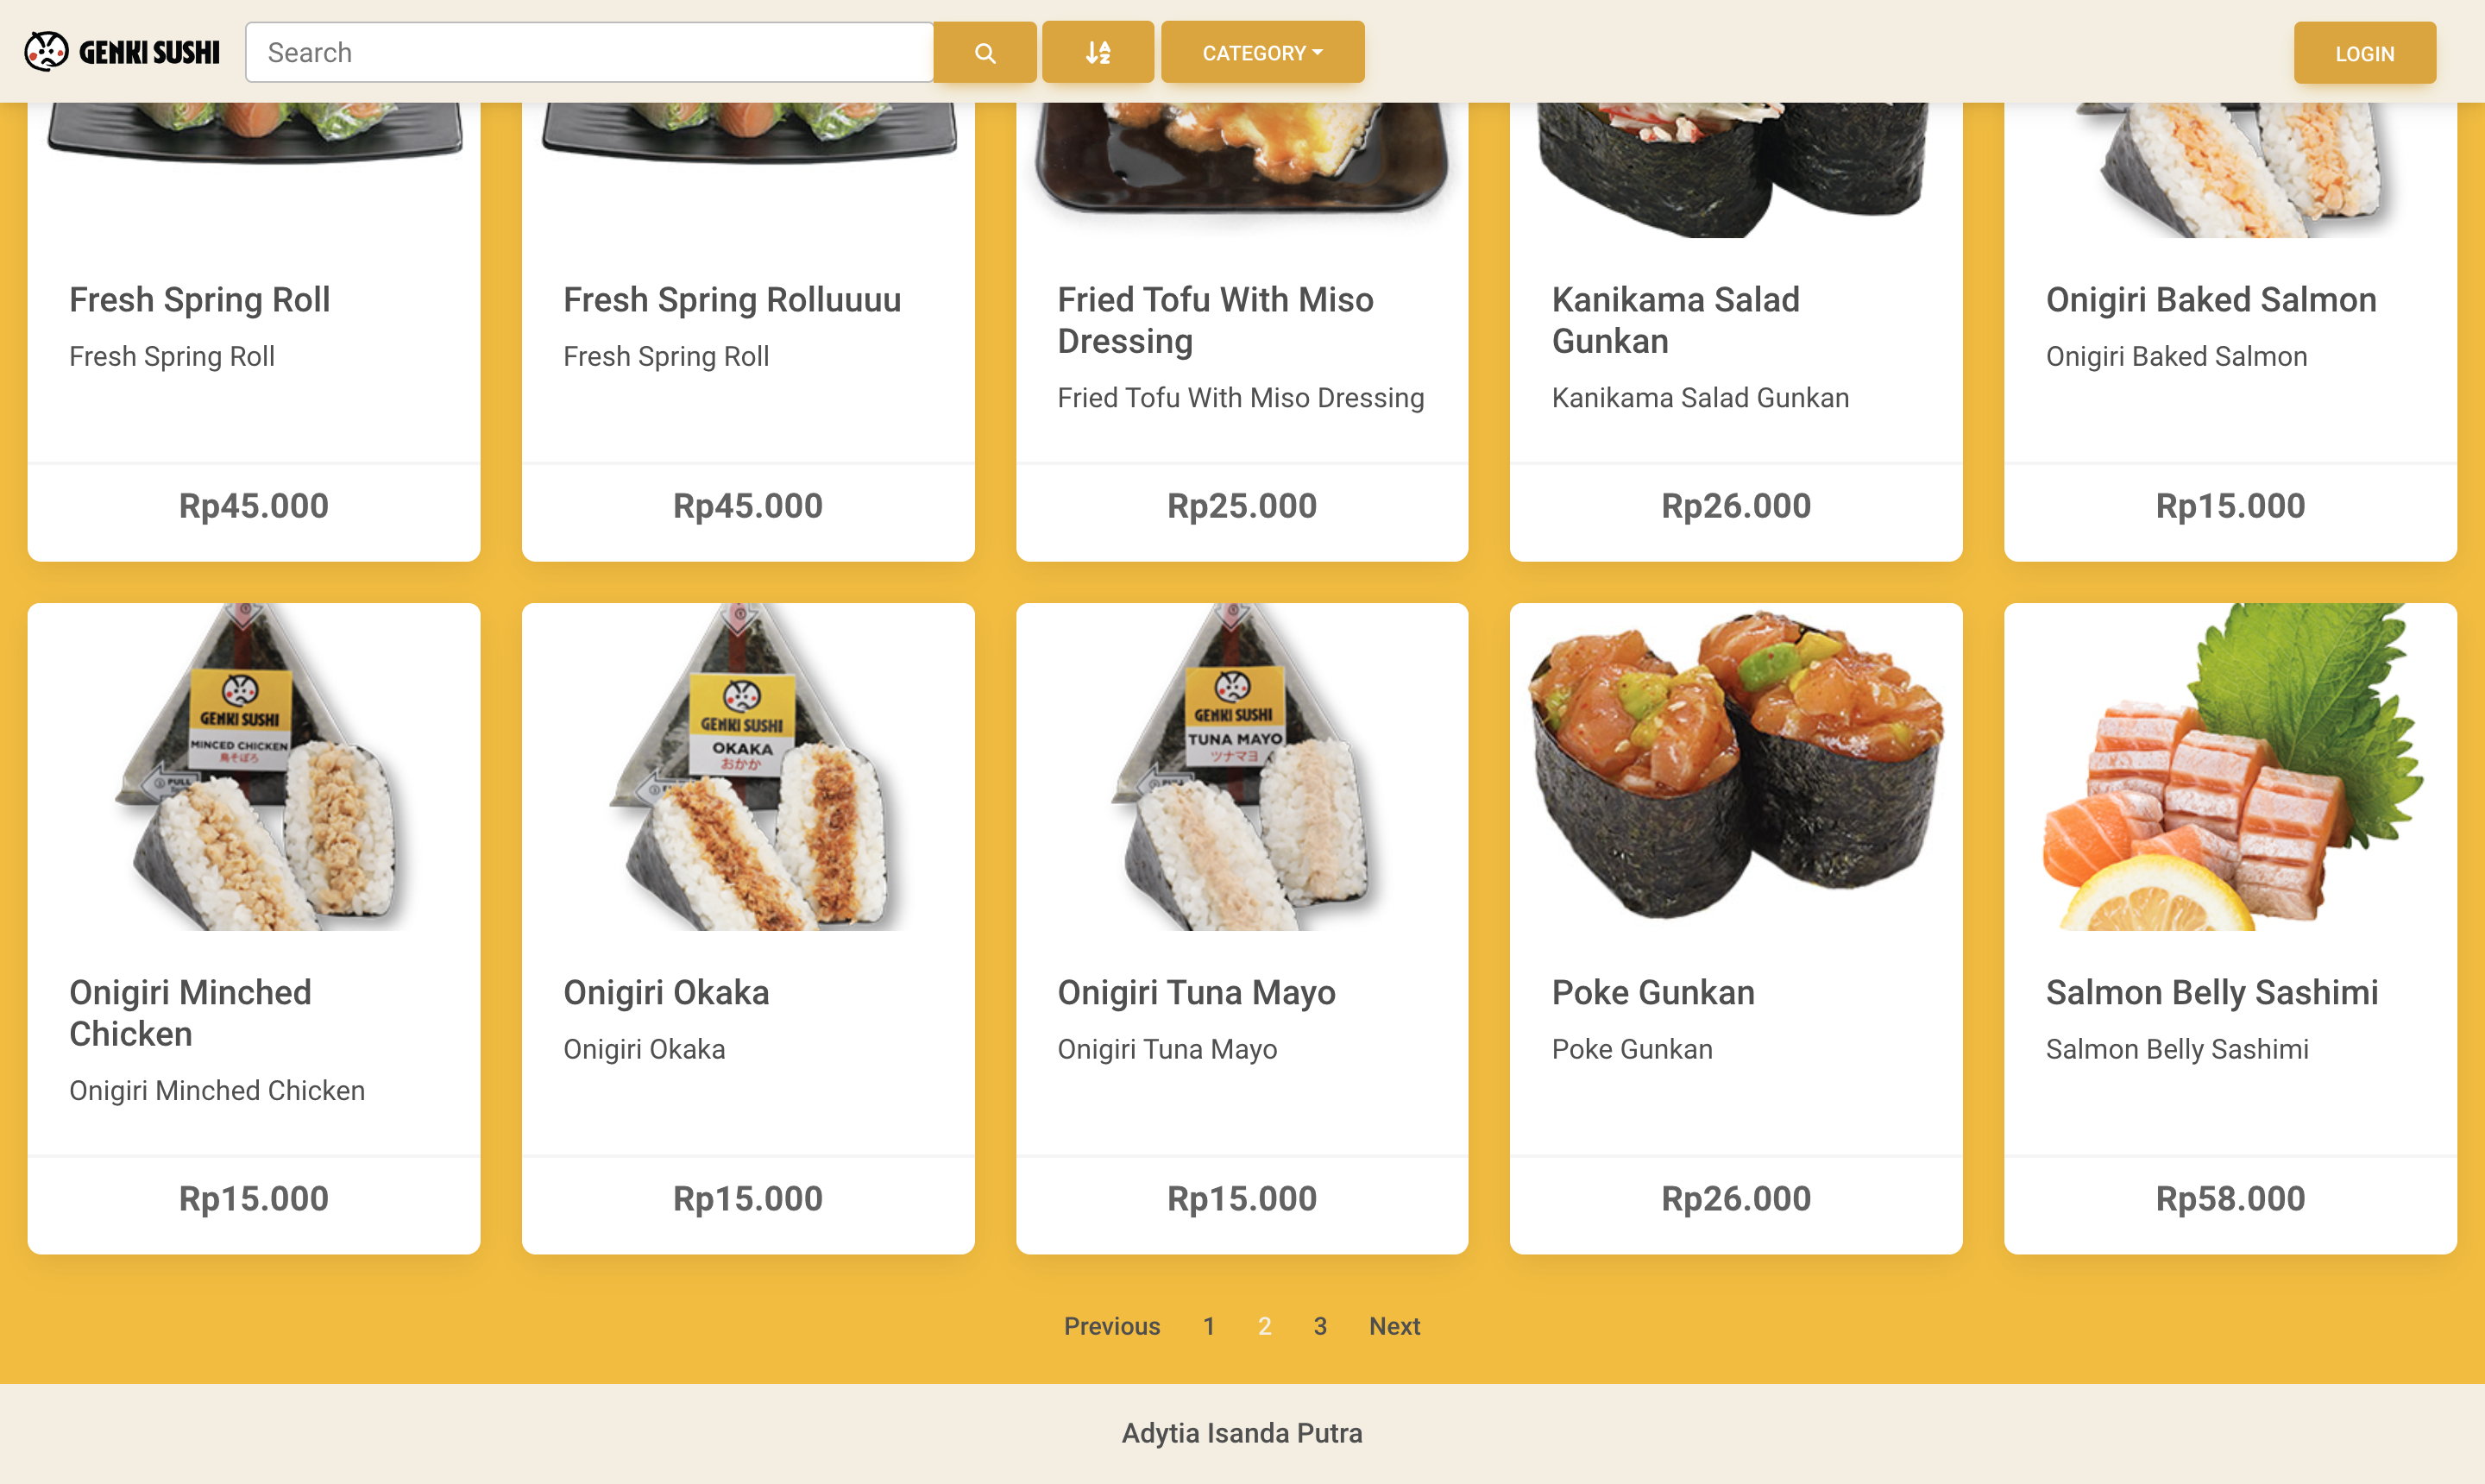 GENKI SUSHI
Search
CATEGORY
LOGIN
Fresh Spring Roll
Fresh Spring Roll
Rp45.000
Fresh Spring Rolluuuu
Fresh Spring Roll
Rp45.000
Fried Tofu With Miso
Dressing
Fried Tofu With Miso Dressing
Rp25.000
Kanikama Salad
Gunkan
Kanikama Salad Gunkan
Rp26.000
Onigiri Baked Salmon
Onigiri Baked Salmon
Rp15.000
GENKI SUSHI
MINCED CHICKEN
鳥そぼろ
PULL
Onigiri Minched
Chicken
Onigiri Minched Chicken
Rp15.000
GENKI SUSHI
OKAKA
おかか
Onigiri Okaka
Onigiri Okaka
Rp15.000
GENKI SUSHI
TUNA MAYO
ツナマヨ
Onigiri Tuna Mayo
Onigiri Tuna Mayo
Rp15.000
Poke Gunkan
Poke Gunkan
Rp26.000
Salmon Belly Sashimi
Salmon Belly Sashimi
Rp58.000
Previous 1 2 3 Next
Adytia Isanda Putra